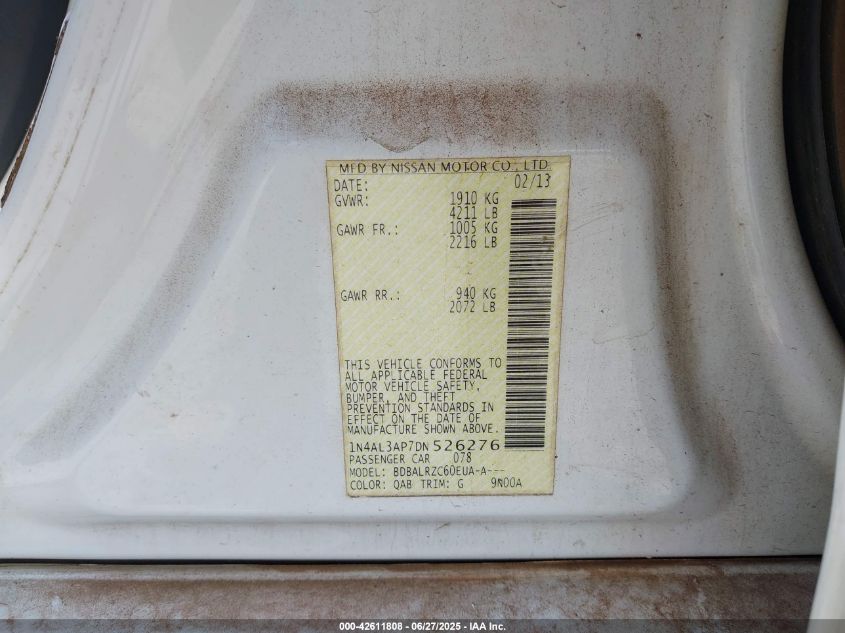 MFD BY NISSAN MOTOR CO., LTD.
DATE: 02/13
GVWR: 1910 KG
4211 LB
GAWR FR.: 1005 KG
2216 LB
GAWR RR.: 940 KG
2072 LB
THIS VEHICLE CONFORMS TO
ALL APPLICABLE FEDERAL
MOTOR VEHICLE SAFETY,
BUMPER, AND THEFT
PREVENTION STANDARDS IN
EFFECT ON THE DATE OF
MANUFACTURE SHOWN ABOVE.
1N4AL3AP7DN526276
PASSENGER CAR 078
MODEL: BDBALRZC60EUA-A---
COLOR: QAB TRIM: G 9N00A
000-42611808 - 06/27/2025 - IAA Inc.